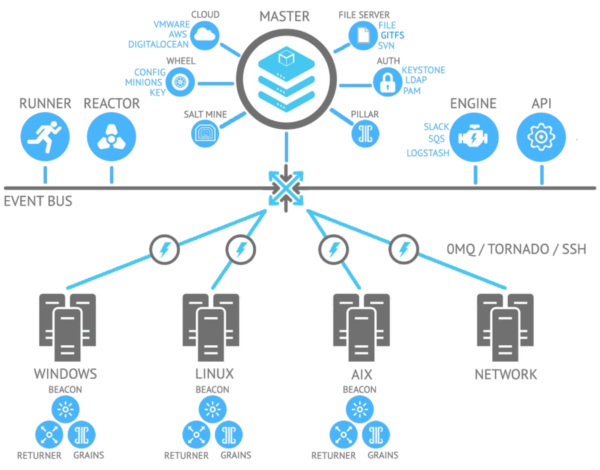 CLOUD
VMWARE
AWS
DIGITALOCEAN
MASTER
FILE SERVER
FILE
GITFS
SVN
WHEEL
CONFIG
MINIONS
KEY
AUTH
KEYSTONE
LDAP
PAM
SALT MINE
PILLAR
RUNNER
REACTOR
ENGINE
SLACK
SQS
LOGSTASH
API
EVENT BUS
0MQ / TORNADO / SSH
WINDOWS
LINUX
AIX
NETWORK
BEACON
RETURNER
GRAINS
BEACON
RETURNER
GRAINS
BEACON
RETURNER
GRAINS